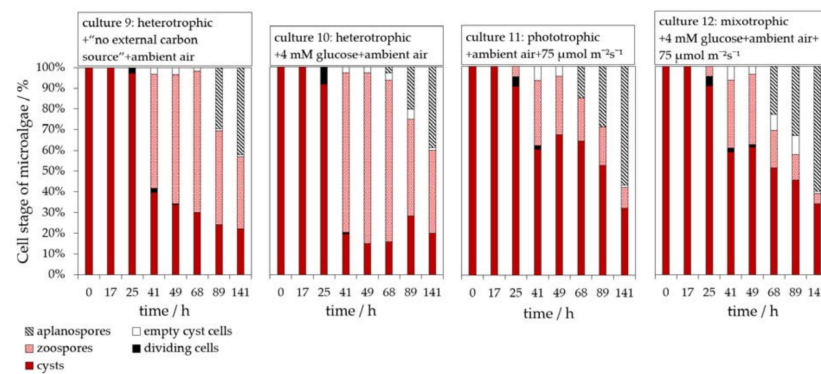 culture 9: heterotrophic
+"no external carbon
source"+ambient air
culture 10: heterotrophic
+4 mM glucose+ambient air
culture 11: phototrophic
+ambient air+75 µmol m⁻²s⁻¹
culture 12: mixotrophic
+4 mM glucose+ambient air+
75 µmol m⁻²s⁻¹
Cell stage of microalgae / %
100%
90%
80%
70%
60%
50%
40%
30%
20%
10%
0%
0 17 25 41 49 68 89 141
0 17 25 41 49 68 89 141
0 17 25 41 49 68 89 141
0 17 25 41 49 68 89 141
time / h
time / h
time / h
time / h
aplanospores
empty cyst cells
zoospores
dividing cells
cysts